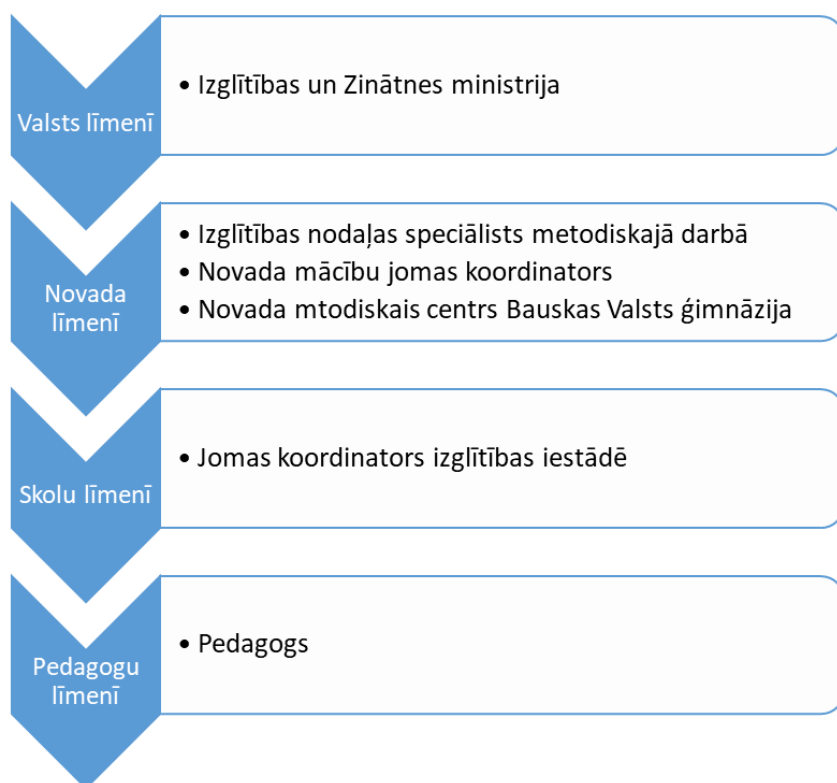 Valsts līmenī
• Izglītības un Zinātnes ministrija
Novada
līmenī
• Izglītības nodaļas speciālists metodiskajā darbā
• Novada mācību jomas koordinators
• Novada mtodiskais centrs Bauskas Valsts ģimnāzija
Skolu līmenī
• Jomas koordinators izglītības iestādē
Pedagogu
līmenī
• Pedagogs